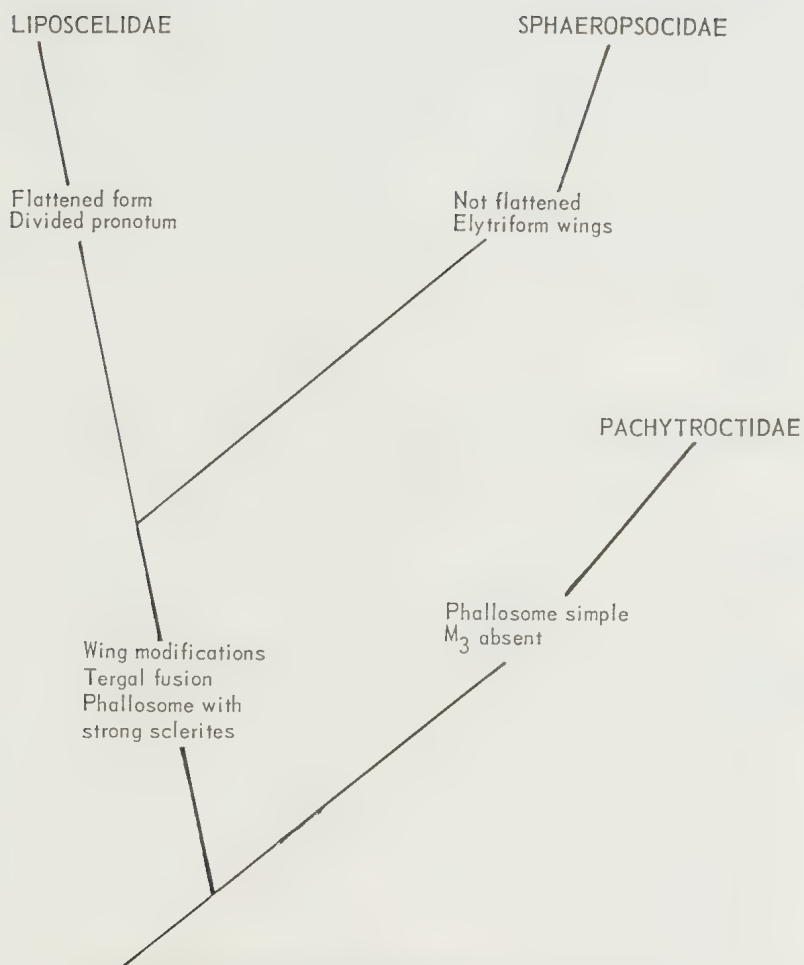 LIPOSCELIDAE
SPHAEROPSOCIDAE
Flattened form
Divided pronotum
Not flattened
Elytriform wings
PACHYTROCTIDAE
Phallosome simple
M₃ absent
Wing modifications
Tergal fusion
Phallosome with
strong sclerites